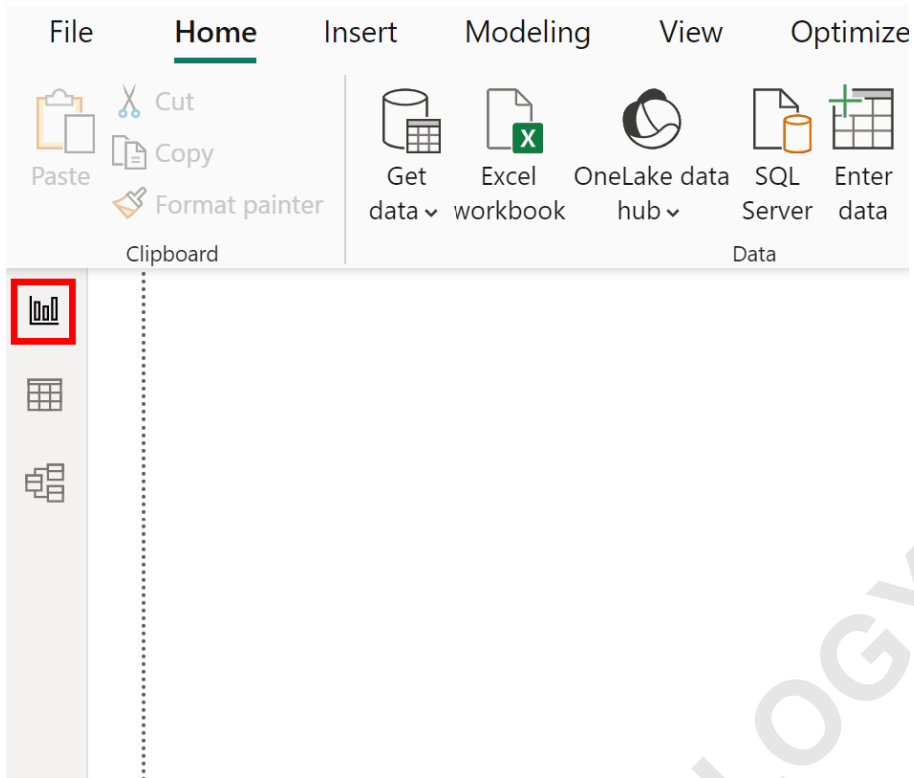 File Home Insert Modeling View Optimize
Cut
Copy
Paste
Format painter
Get data
Excel workbook
OneLake data hub
SQL Server
Enter data
Clipboard
Data
LOGY